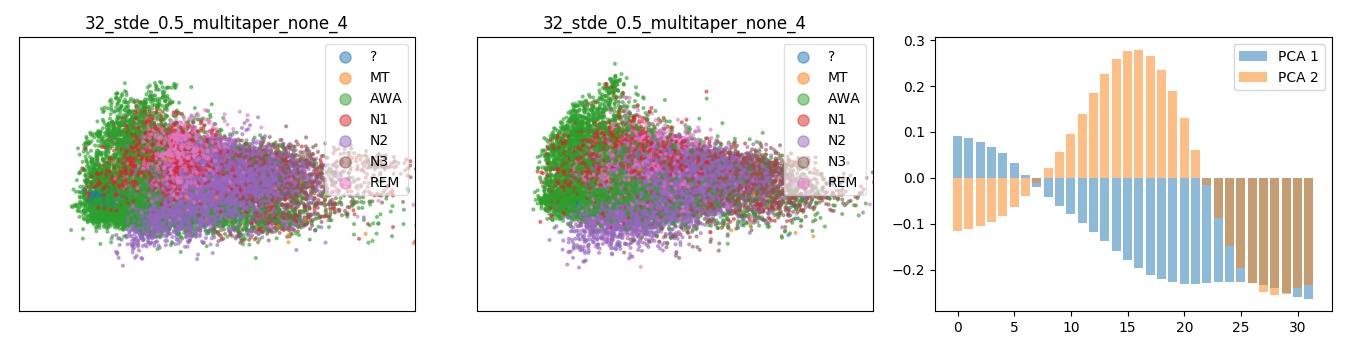 32_stde_0.5_multitaper_none_4
?
MT
AWA
N1
N2
N3
REM
32_stde_0.5_multitaper_none_4
?
MT
AWA
N1
N2
N3
REM
PCA 1
PCA 2
0.3
0.2
0.1
0.0
−0.1
−0.2
0 5 10 15 20 25 30